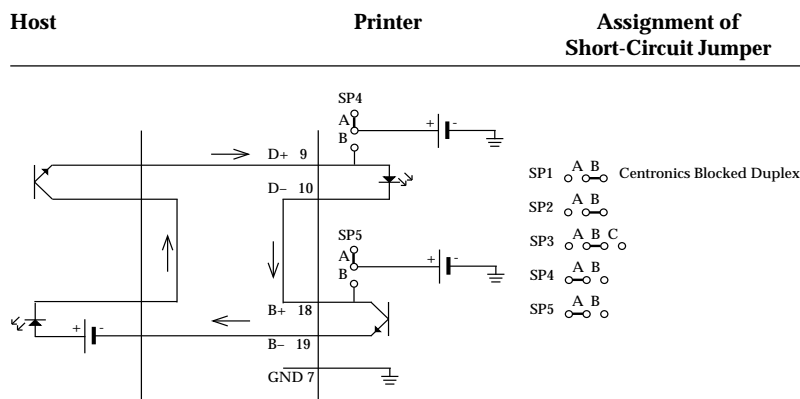 Host Printer Assignment of
Short-Circuit Jumper
SP4
A + -
B
D+ 9
D– 10
SP5
A + -
B
B+ 18
+ -
B– 19
GND 7
A B
SP1 Centronics Blocked Duplex
A B
SP2
A B C
SP3
A B
SP4
A B
SP5